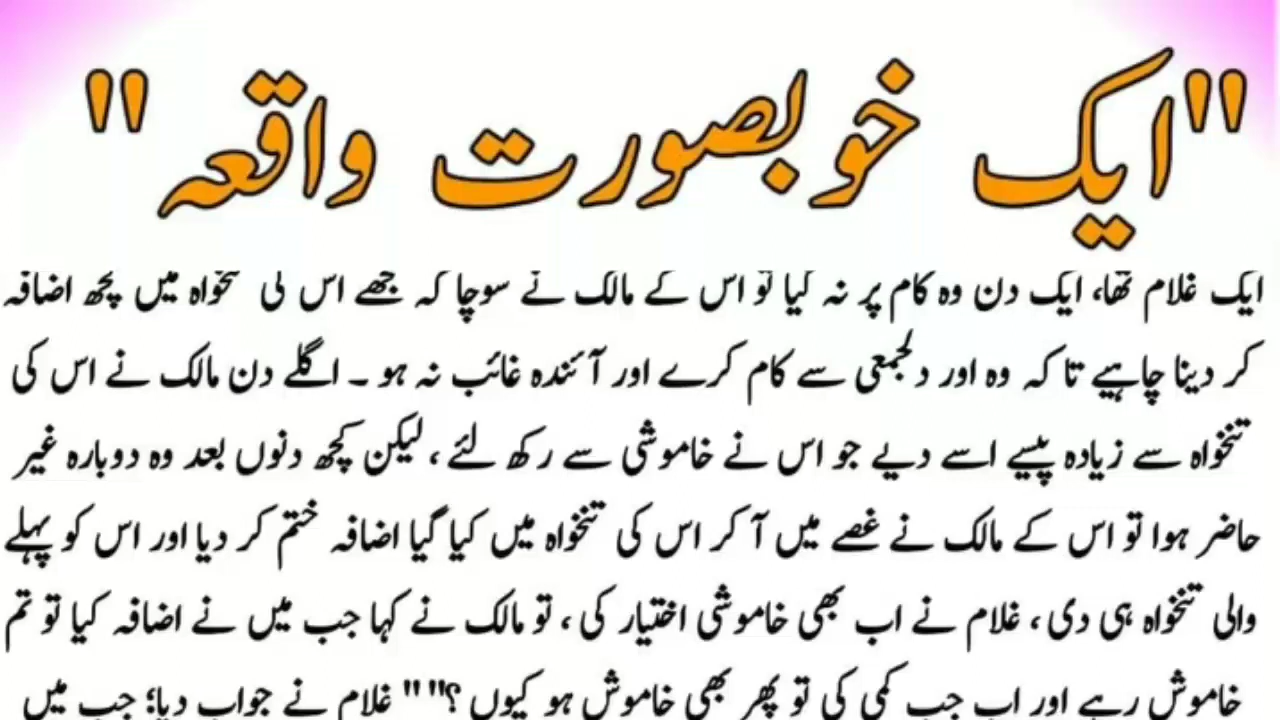 "ایک خوبصورت واقعہ"
ایک غلام تھا، ایک دن وہ کام پر نہ گیا تو اس کے مالک نے سوچا کہ مجھے اس کی تنخواہ میں کچھ اضافہ
کر دینا چاہیے تا کہ وہ اور دلجمعی سے کام کرے اور آئندہ غائب نہ ہو ۔ اگلے دن مالک نے اس کی
تنخواہ سے زیادہ پیسے اسے دیے جو اس نے خاموشی سے رکھ لئے ، لیکن کچھ دنوں بعد وہ دوبارہ غیر
حاضر ہوا تو اس کے مالک نے غصے میں آ کر اس کی تنخواہ میں کیا گیا اضافہ ختم کر دیا اور اس کو پہلے
والی تنخواہ ہی دی ، غلام نے اب بھی خاموشی اختیار کی ، تو مالک نے کہا جب میں نے اضافہ کیا تو تم
خاموش رہے اور اب جب کمی کی تو پھر بھی خاموش ہو کیوں ؟" " غلام نے جواب دیا؛ جب میں